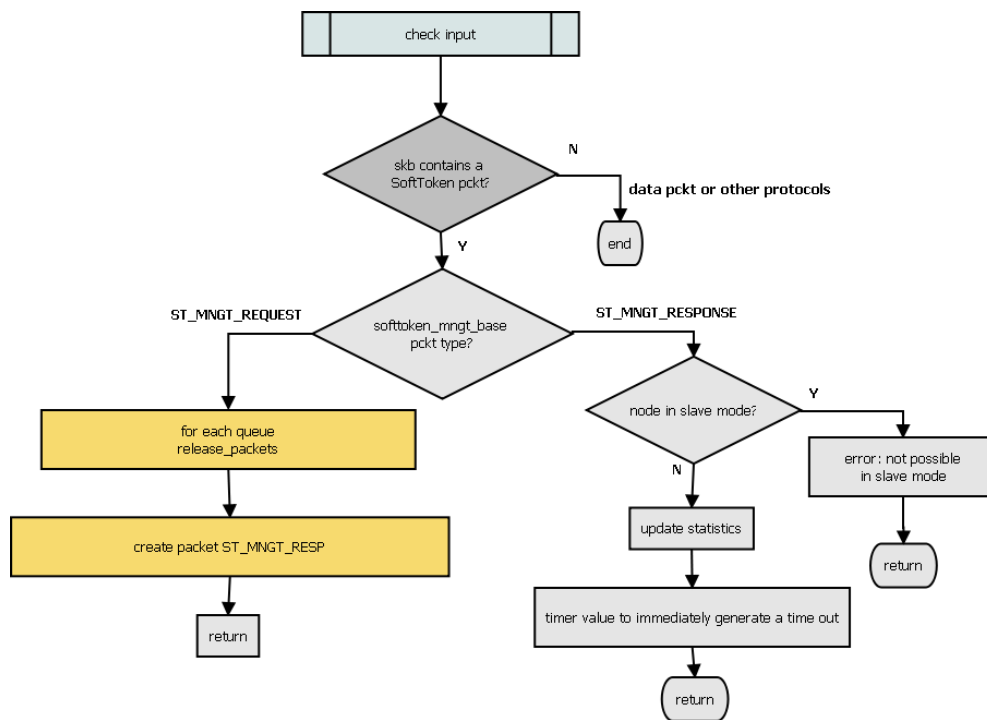 check input
skb contains a
SoftToken pckt?
N
data pckt or other protocols
end
Y
softtoken_mngt_base
pckt type?
ST_MNGT_REQUEST
ST_MNGT_RESPONSE
for each queue
release_packets
create packet ST_MNGT_RESP
return
node in slave mode?
Y
error: not possible
in slave mode
return
N
update statistics
timer value to immediately generate a time out
return